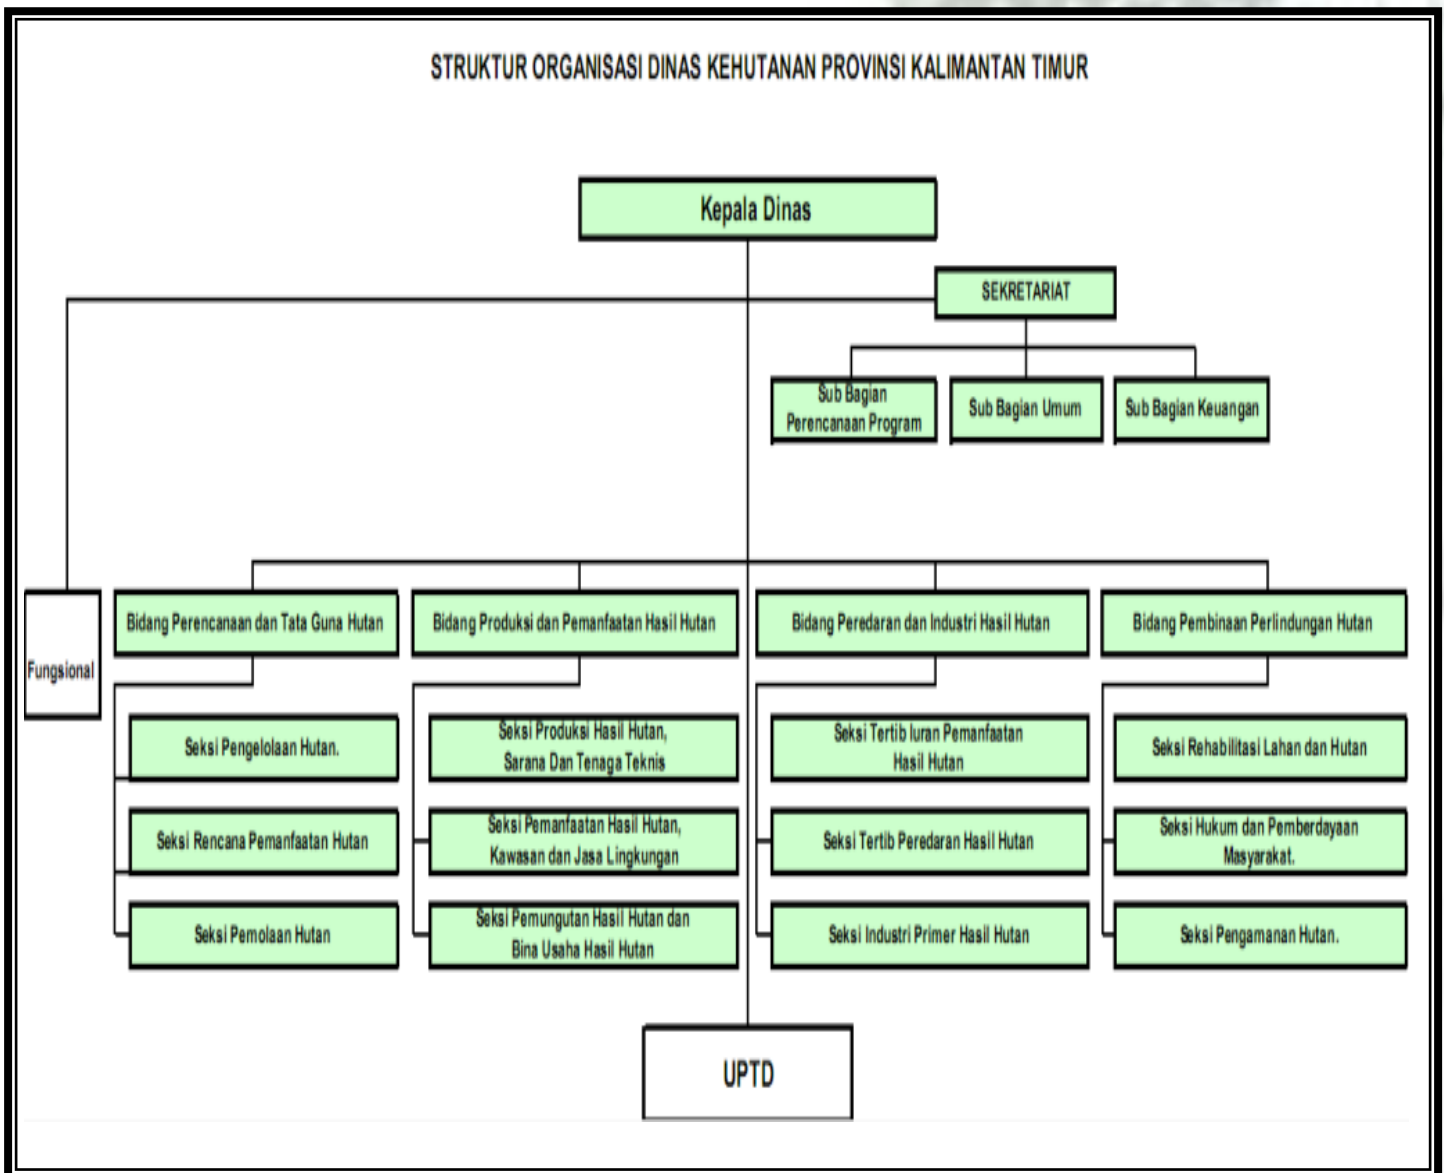 STRUKTUR ORGANISASI DINAS KEHUTANAN PROVINSI KALIMANTAN TIMUR
Kepala Dinas
SEKRETARIAT
Sub Bagian
Perencanaan Program
Sub Bagian Umum
Sub Bagian Keuangan
Fungsional
Bidang Perencanaan dan Tata Guna Hutan
Seksi Pengelolaan Hutan.
Seksi Rencana Pemanfaatan Hutan
Seksi Pemolaan Hutan
Bidang Produksi dan Pemanfaatan Hasil Hutan
Seksi Produksi Hasil Hutan,
Sarana Dan Tenaga Teknis
Seksi Pemanfaatan Hasil Hutan,
Kawasan dan Jasa Lingkungan
Seksi Pemungutan Hasil Hutan dan
Bina Usaha Hasil Hutan
Bidang Peredaran dan Industri Hasil Hutan
Seksi Tertib Iuran Pemanfaatan
Hasil Hutan
Seksi Tertib Peredaran Hasil Hutan
Seksi Industri Primer Hasil Hutan
Bidang Pembinaan Perlindungan Hutan
Seksi Rehabilitasi Lahan dan Hutan
Seksi Hukum dan Pemberdayaan
Masyarakat.
Seksi Pengamanan Hutan.
UPTD